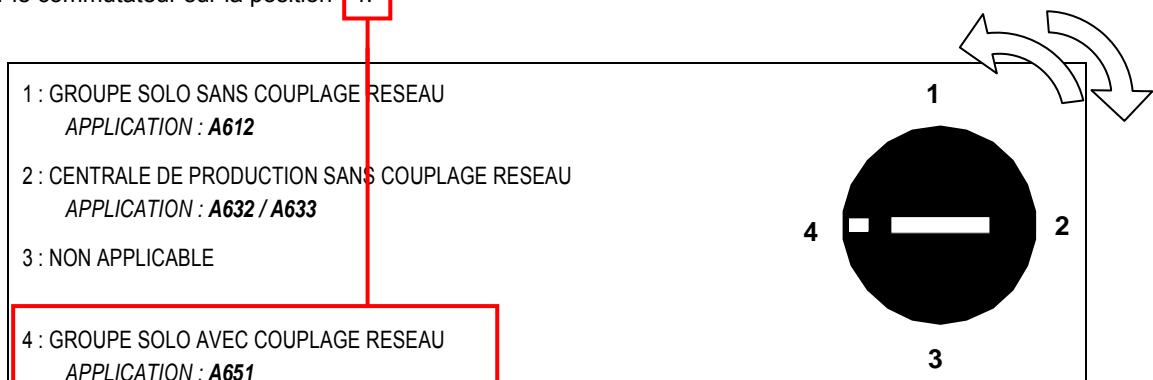 le commutateur sur la position 4.
1 : GROUPE SOLO SANS COUPLAGE RESEAU
APPLICATION : A612
2 : CENTRALE DE PRODUCTION SANS COUPLAGE RESEAU
APPLICATION : A632 / A633
3 : NON APPLICABLE
4 : GROUPE SOLO AVEC COUPLAGE RESEAU
APPLICATION : A651
1
4
2
3